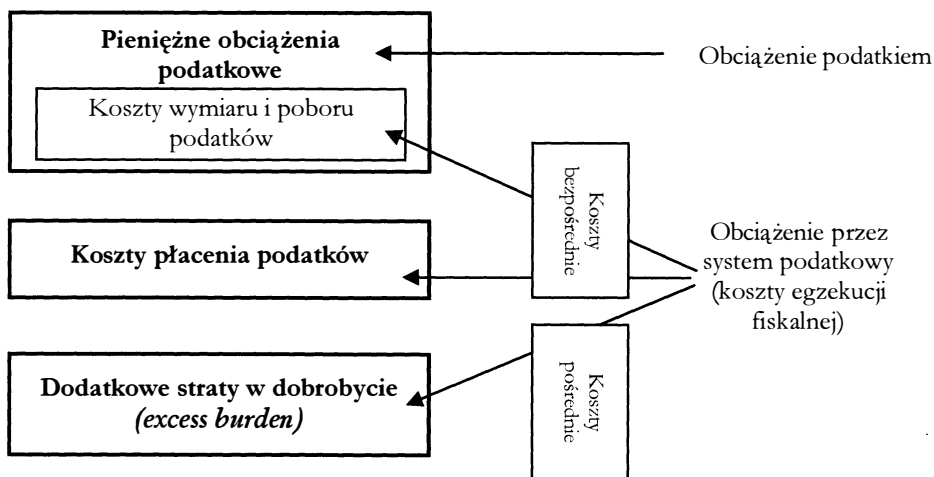 Pieniężne obciążenia
podatkowe
Koszty wymiaru i poboru
podatków
Obciążenie podatkiem
Koszty
bezpośrednie
Koszty płacenia podatków
Obciążenie przez
system podatkowy
(koszty egzekucji
fiskalnej)
Koszty
pośrednie
Dodatkowe straty w dobrobycie
(excess burden)